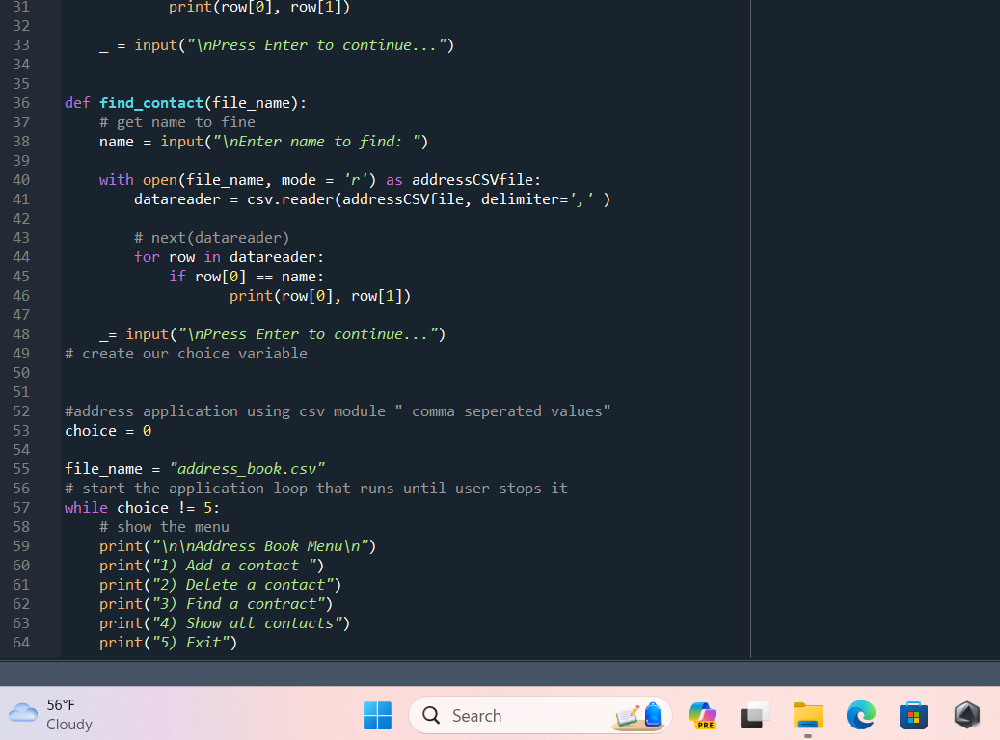 31 print(row[0], row[1])
32
33 _ = input("\nPress Enter to continue...")
34
35
36 def find_contact(file_name):
37 # get name to fine
38 name = input("\nEnter name to find: ")
39
40 with open(file_name, mode = 'r') as addressCSVfile:
41 datareader = csv.reader(addressCSVfile, delimiter=',' )
42
43 # next(datareader)
44 for row in datareader:
45 if row[0] == name:
46 print(row[0], row[1])
47
48 _= input("\nPress Enter to continue...")
49 # create our choice variable
50
51
52 #address application using csv module " comma seperated values"
53 choice = 0
54
55 file_name = "address_book.csv"
56 # start the application loop that runs until user stops it
57 while choice != 5:
58 # show the menu
59 print("\n\nAddress Book Menu\n")
60 print("1) Add a contact ")
61 print("2) Delete a contact")
62 print("3) Find a contract")
63 print("4) Show all contacts")
64 print("5) Exit")
56°F
Cloudy
Search
PRE